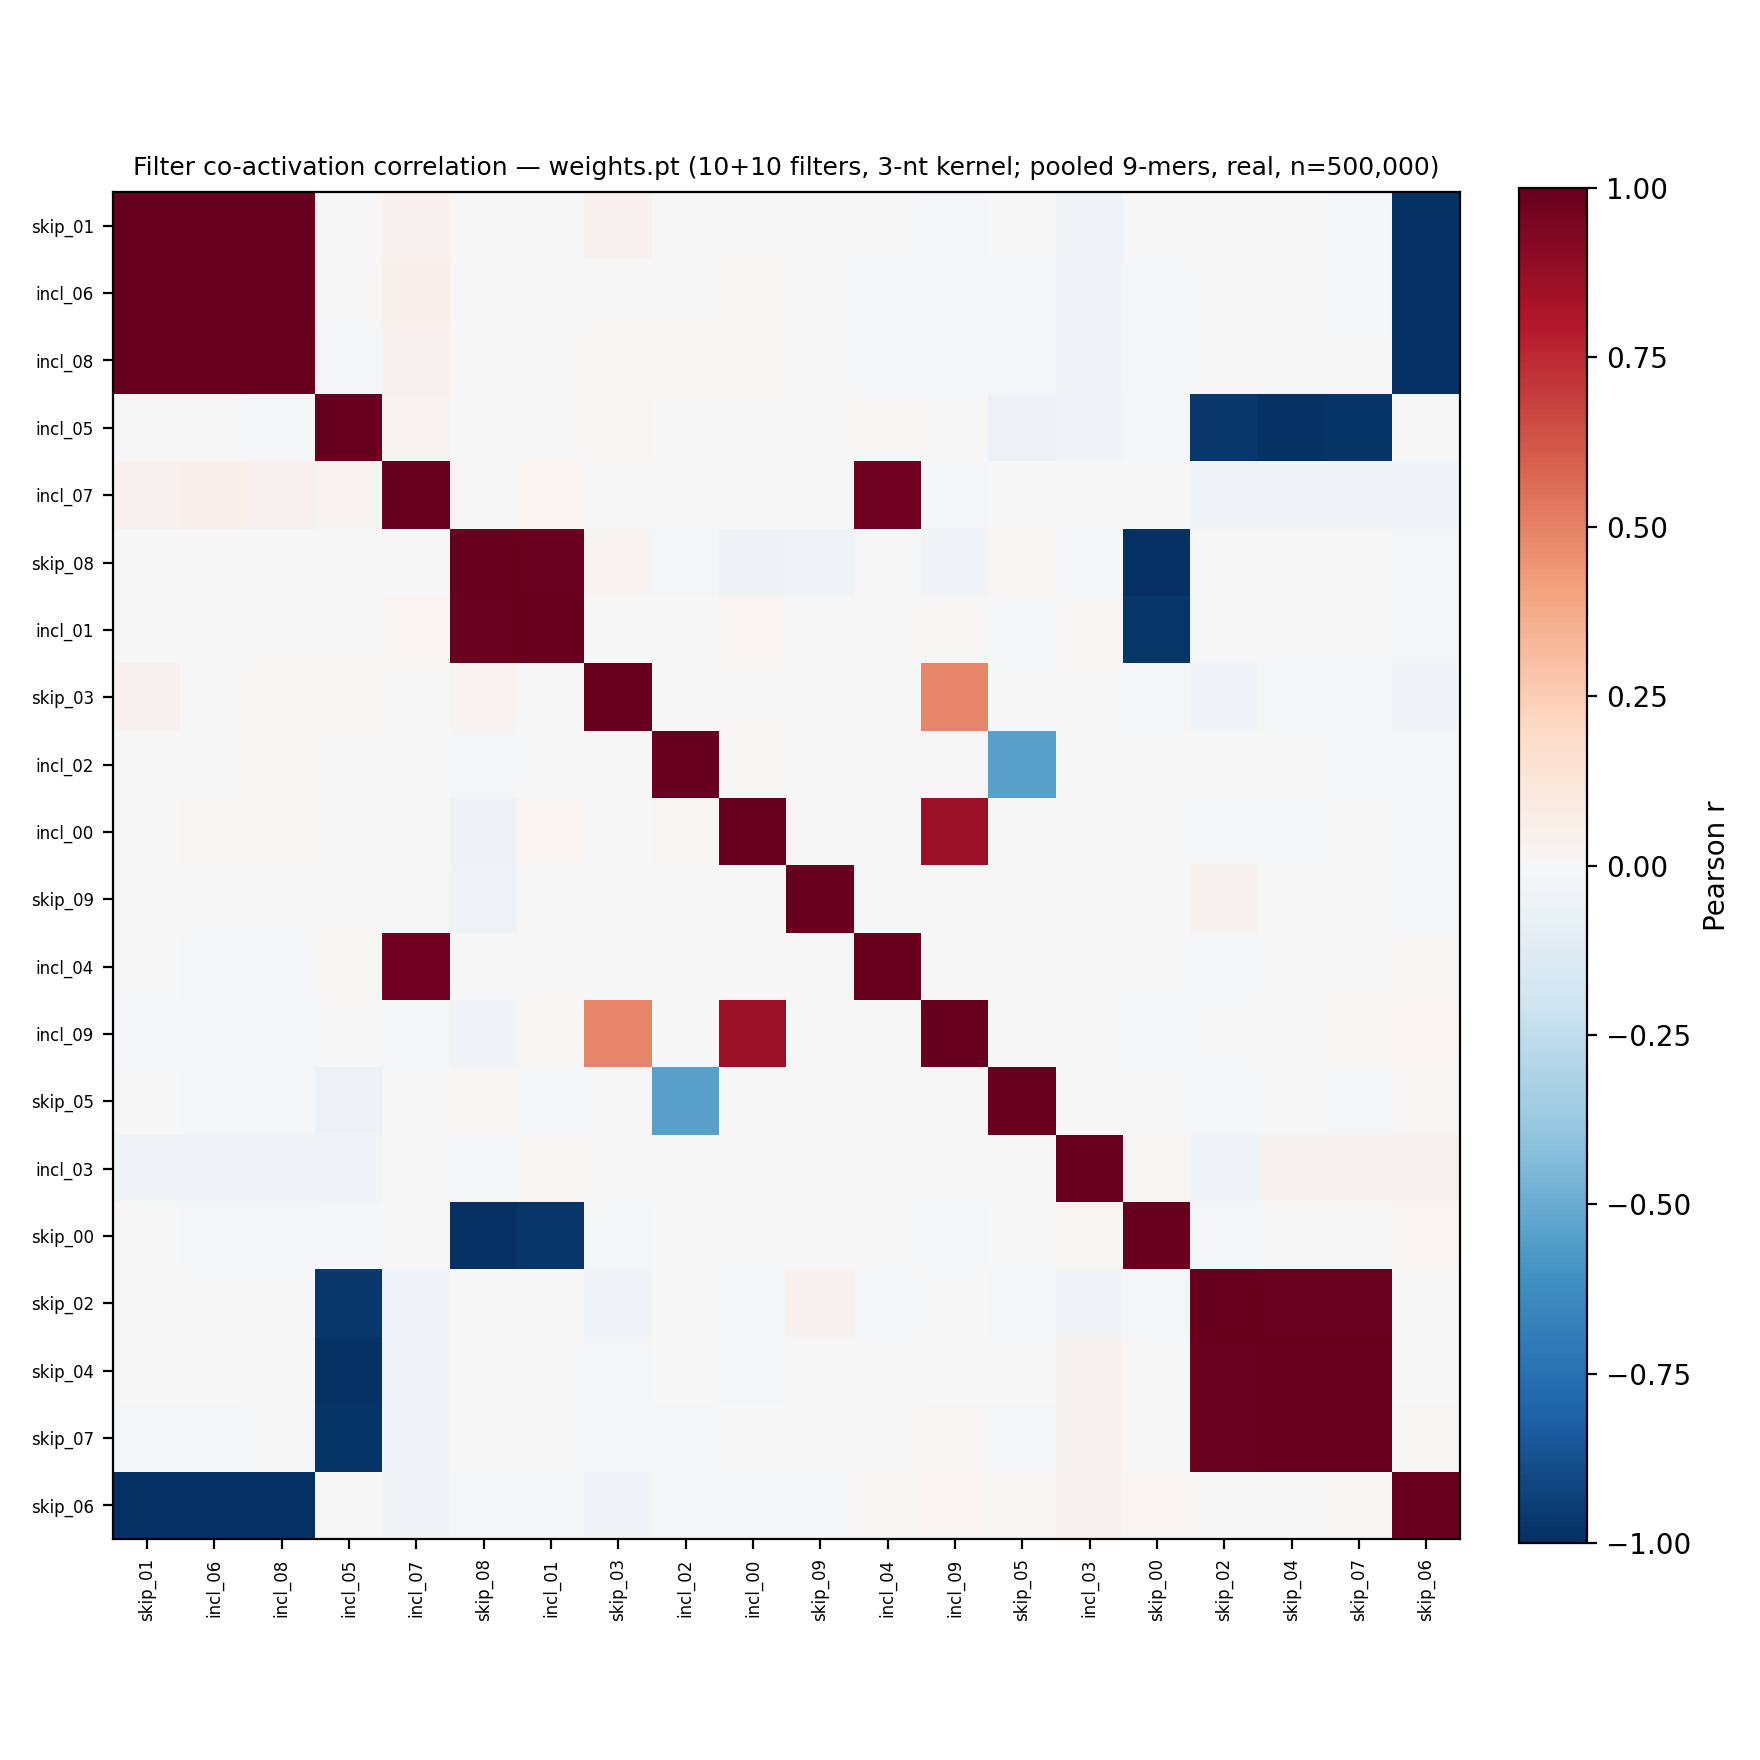 Filter co-activation correlation — weights.pt (10+10 filters, 3-nt kernel; pooled 9-mers, real, n=500,000)
skip_01
incl_06
incl_08
incl_05
incl_07
skip_08
incl_01
skip_03
incl_02
incl_00
skip_09
incl_04
incl_09
skip_05
incl_03
skip_00
skip_02
skip_04
skip_07
skip_06
skip_01
incl_06
incl_08
incl_05
incl_07
skip_08
incl_01
skip_03
incl_02
incl_00
skip_09
incl_04
incl_09
skip_05
incl_03
skip_00
skip_02
skip_04
skip_07
skip_06
1.00
0.75
0.50
0.25
0.00
−0.25
−0.50
−0.75
−1.00
Pearson r